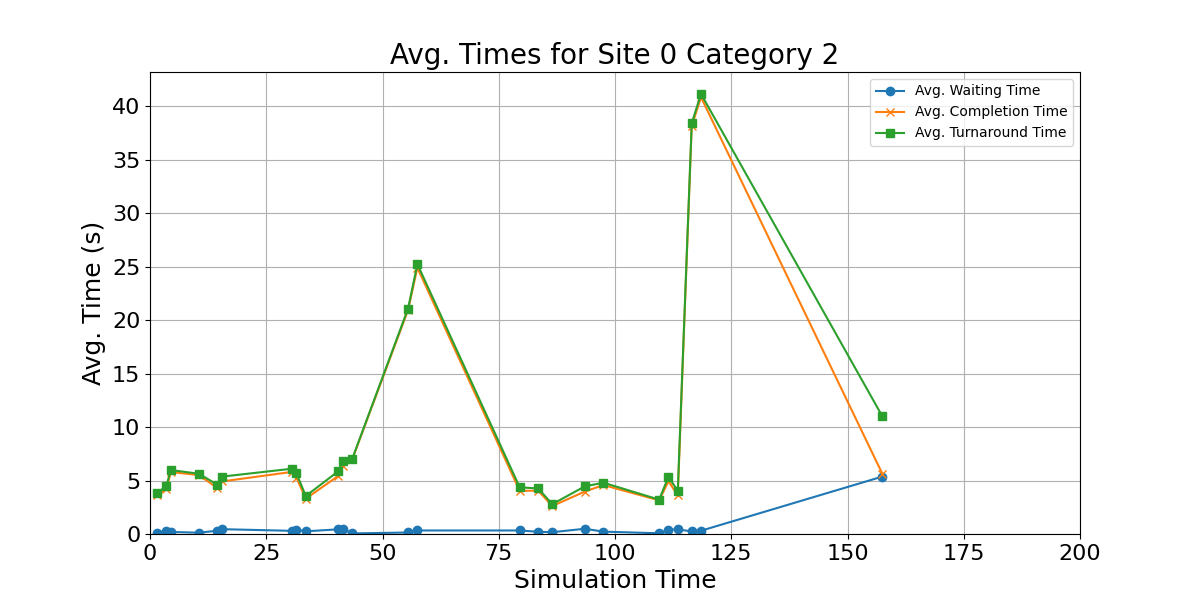 Avg. Times for Site 0 Category 2
Avg. Waiting Time
Avg. Completion Time
Avg. Turnaround Time
Avg. Time (s)
40
35
30
25
20
15
10
5
0
0 25 50 75 100 125 150 175 200
Simulation Time